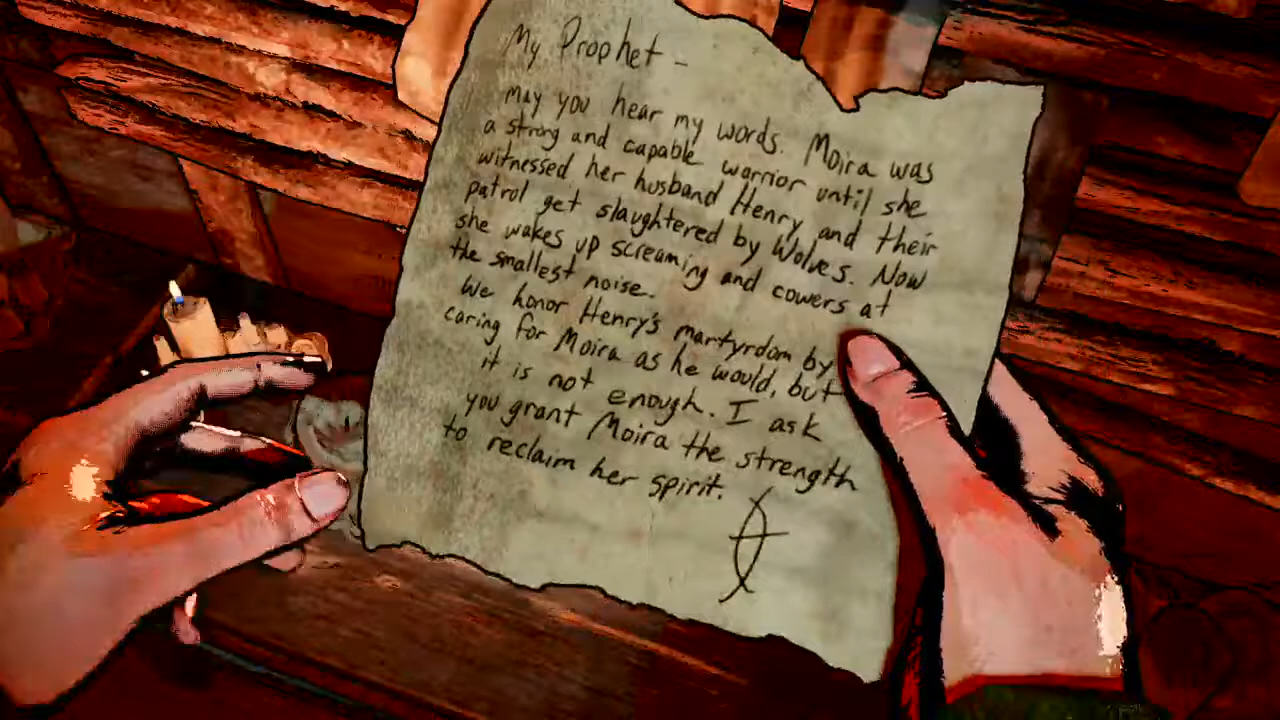 My Prophet -
may you hear my words. Moira was
a strong and capable warrior until she
witnessed her husband Henry and their
patrol get slaughtered by Wolves. Now
she wakes up screaming and cowers at
the smallest noise.
We honor Henry's martyrdom by
caring for Moira as he would, but
it is not enough. I ask
you grant Moira the strength
to reclaim her spirit.